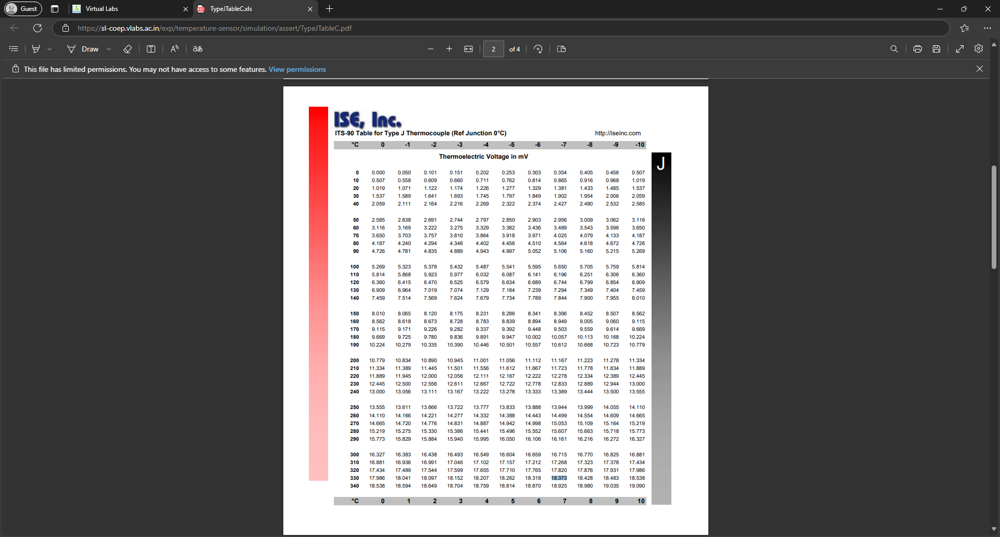 Guest
Virtual Labs
TypeJTableC.xls
https://sl-coep.vlabs.ac.in/exp/temperature-sensor/simulation/assert/TypeJTableC.pdf
Draw
aあ
2 of 4
This file has limited permissions. You may not have access to some features. View permissions
ISE, Inc.
ITS-90 Table for Type J Thermocouple (Ref Junction 0°C) http://iseinc.com
°C 0 -1 -2 -3 -4 -5 -6 -7 -8 -9 -10
Thermoelectric Voltage in mV
J
0 0.000 0.050 0.101 0.151 0.202 0.253 0.303 0.354 0.405 0.456 0.507
10 0.507 0.558 0.609 0.660 0.711 0.762 0.814 0.865 0.916 0.968 1.019
20 1.019 1.071 1.122 1.174 1.226 1.277 1.329 1.381 1.433 1.485 1.537
30 1.537 1.589 1.641 1.693 1.745 1.797 1.849 1.902 1.954 2.006 2.059
40 2.059 2.111 2.164 2.216 2.269 2.322 2.374 2.427 2.480 2.532 2.585
50 2.585 2.638 2.691 2.744 2.797 2.850 2.903 2.956 3.009 3.062 3.116
60 3.116 3.169 3.222 3.275 3.329 3.382 3.436 3.489 3.543 3.596 3.650
70 3.650 3.703 3.757 3.810 3.864 3.918 3.971 4.025 4.079 4.133 4.187
80 4.187 4.240 4.294 4.348 4.402 4.456 4.510 4.564 4.618 4.672 4.726
90 4.726 4.781 4.835 4.889 4.943 4.997 5.052 5.106 5.160 5.215 5.269
100 5.269 5.323 5.378 5.432 5.487 5.541 5.595 5.650 5.705 5.759 5.814
110 5.814 5.868 5.923 5.977 6.032 6.087 6.141 6.196 6.251 6.306 6.360
120 6.360 6.415 6.470 6.525 6.579 6.634 6.689 6.744 6.799 6.854 6.909
130 6.909 6.964 7.019 7.074 7.129 7.184 7.239 7.294 7.349 7.404 7.459
140 7.459 7.514 7.569 7.624 7.679 7.734 7.789 7.844 7.900 7.955 8.010
150 8.010 8.065 8.120 8.175 8.231 8.286 8.341 8.396 8.452 8.507 8.562
160 8.562 8.618 8.673 8.728 8.783 8.839 8.894 8.949 9.005 9.060 9.115
170 9.115 9.171 9.226 9.282 9.337 9.392 9.448 9.503 9.559 9.614 9.669
180 9.669 9.725 9.780 9.836 9.891 9.947 10.002 10.057 10.113 10.168 10.224
190 10.224 10.279 10.335 10.390 10.446 10.501 10.557 10.612 10.668 10.723 10.779
200 10.779 10.834 10.890 10.945 11.001 11.056 11.112 11.167 11.223 11.278 11.334
210 11.334 11.389 11.445 11.501 11.556 11.612 11.667 11.723 11.778 11.834 11.889
220 11.889 11.945 12.000 12.056 12.111 12.167 12.222 12.278 12.334 12.389 12.445
230 12.445 12.500 12.556 12.611 12.667 12.722 12.778 12.833 12.889 12.944 13.000
240 13.000 13.056 13.111 13.167 13.222 13.278 13.333 13.389 13.444 13.500 13.555
250 13.555 13.611 13.666 13.722 13.777 13.833 13.888 13.944 13.999 14.055 14.110
260 14.110 14.166 14.221 14.277 14.332 14.388 14.443 14.499 14.554 14.609 14.665
270 14.665 14.720 14.776 14.831 14.887 14.942 14.998 15.053 15.109 15.164 15.219
280 15.219 15.275 15.330 15.386 15.441 15.496 15.552 15.607 15.663 15.718 15.773
290 15.773 15.829 15.884 15.940 15.995 16.050 16.106 16.161 16.216 16.272 16.327
300 16.327 16.383 16.438 16.493 16.549 16.604 16.659 16.715 16.770 16.825 16.881
310 16.881 16.936 16.991 17.046 17.102 17.157 17.212 17.268 17.323 17.378 17.434
320 17.434 17.489 17.544 17.599 17.655 17.710 17.765 17.820 17.876 17.931 17.986
330 17.986 18.041 18.097 18.152 18.207 18.262 18.318 18.373 18.428 18.483 18.538
340 18.538 18.594 18.649 18.704 18.759 18.814 18.870 18.925 18.980 19.035 19.090
°C 0 1 2 3 4 5 6 7 8 9 10